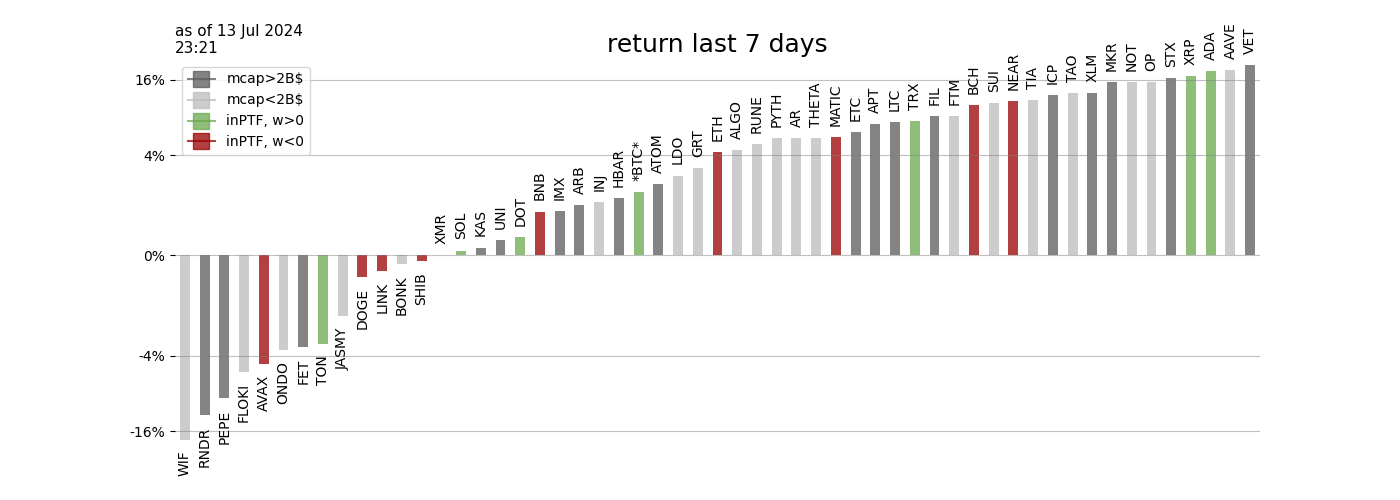 as of 13 Jul 2024
23:21
return last 7 days
mcap>2B$
mcap<2B$
inPTF, w>0
inPTF, w<0
16%
4%
0%
-4%
-16%
WIF
RNDR
PEPE
FLOKI
AVAX
ONDO
FET
TON
JASMY
DOGE
LINK
BONK
SHIB
XMR
SOL
KAS
UNI
DOT
BNB
IMX
ARB
INJ
HBAR
*BTC*
ATOM
LDO
GRT
ETH
ALGO
RUNE
PYTH
AR
THETA
MATIC
ETC
APT
LTC
TRX
FIL
FTM
BCH
SUI
NEAR
TIA
ICP
TAO
XLM
MKR
NOT
OP
STX
XRP
ADA
AAVE
VET